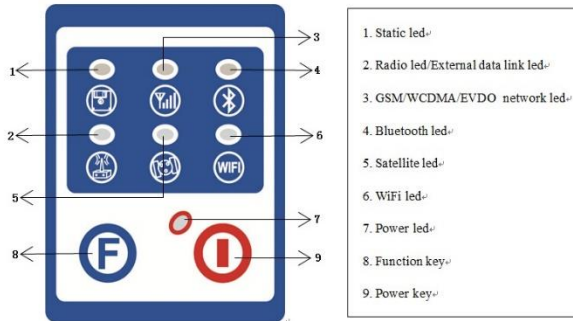 3
1
4
2
6
WIFI
5
7
8
F
9
1. Static led
2. Radio led/External data link led
3. GSM/WCDMA/EVDO network led
4. Bluetooth led
5. Satellite led
6. WiFi led
7. Power led
8. Function key
9. Power key